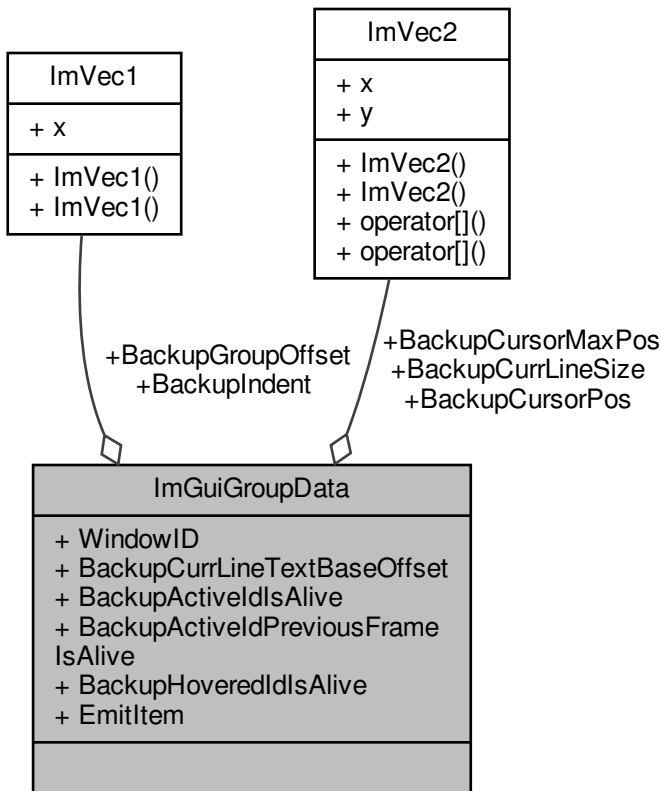 ImVec1
+ x
+ ImVec1()
+ ImVec1()
ImVec2
+ x
+ y
+ ImVec2()
+ ImVec2()
+ operator[]()
+ operator[]()
+BackupGroupOffset
+BackupIndent
+BackupCursorMaxPos
+BackupCurrLineSize
+BackupCursorPos
ImGuiGroupData
+ WindowID
+ BackupCurrLineTextBaseOffset
+ BackupActiveIdIsAlive
+ BackupActiveIdPreviousFrame
IsAlive
+ BackupHoveredIdIsAlive
+ EmitItem